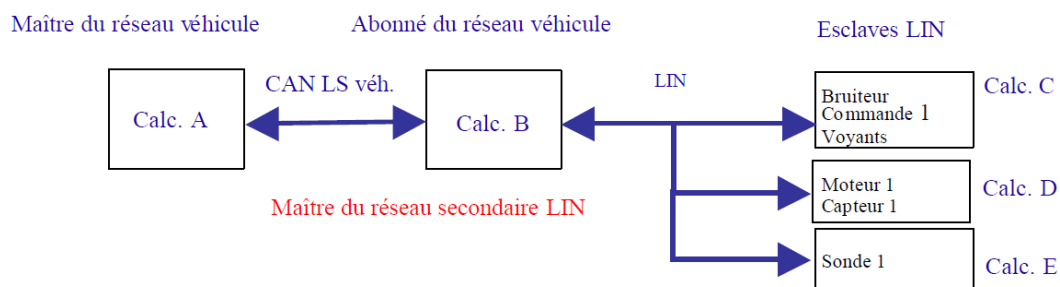 Maître du réseau véhicule
Abonné du réseau véhicule
Esclaves LIN
CAN LS véh.
LIN
Calc. A
Calc. B
Bruiteur
Commande 1
Voyants
Calc. C
Maître du réseau secondaire LIN
Moteur 1
Capteur 1
Calc. D
Sonde 1
Calc. E